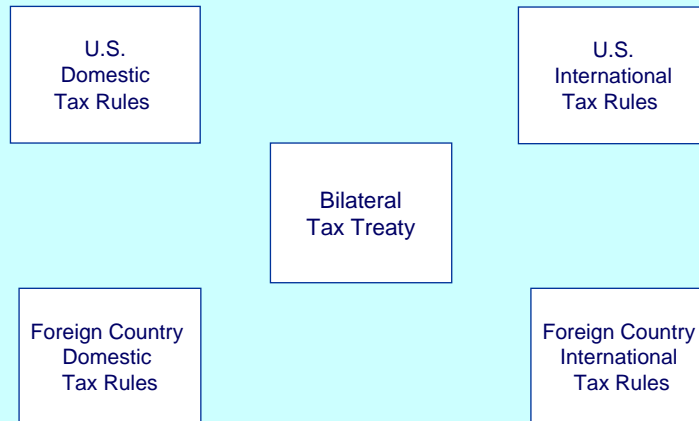 U.S.
Domestic
Tax Rules
U.S.
International
Tax Rules
Bilateral
Tax Treaty
Foreign Country
Domestic
Tax Rules
Foreign Country
International
Tax Rules